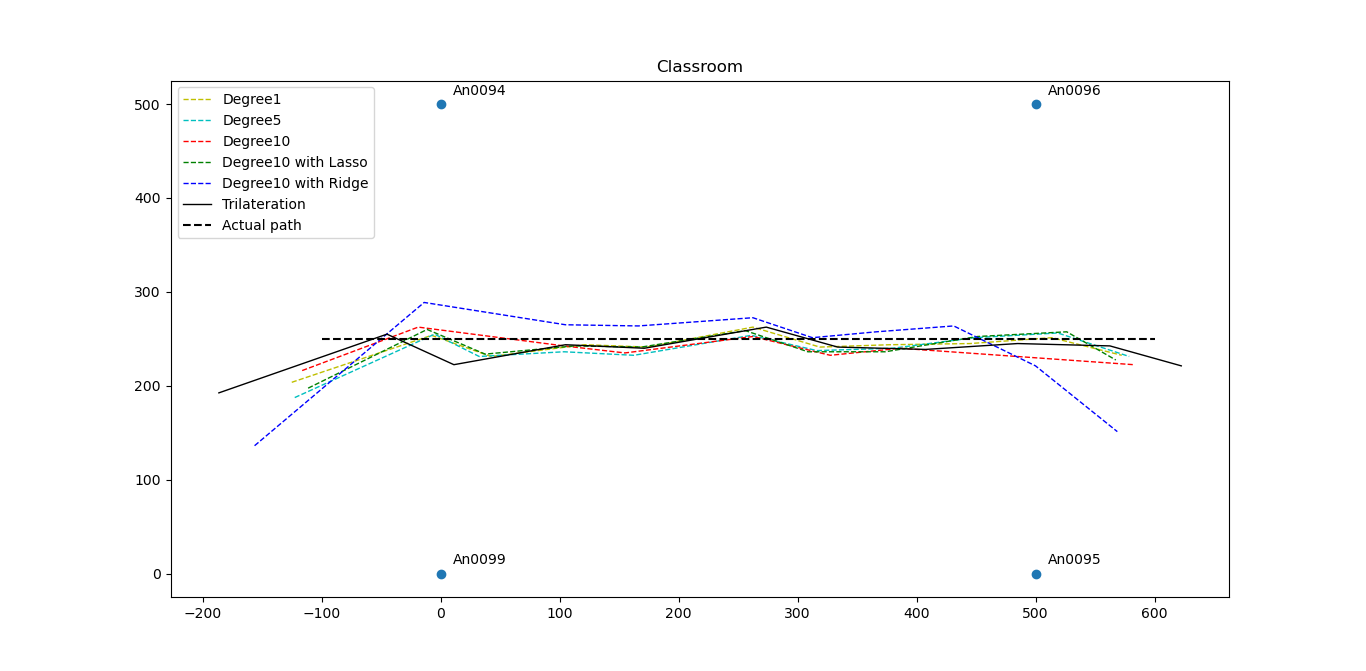 Classroom
An0094
An0096
500
Degree1
Degree5
Degree10
Degree10 with Lasso
Degree10 with Ridge
Trilateration
Actual path
400
300
200
100
An0099
An0095
0
−200
−100
0
100
200
300
400
500
600